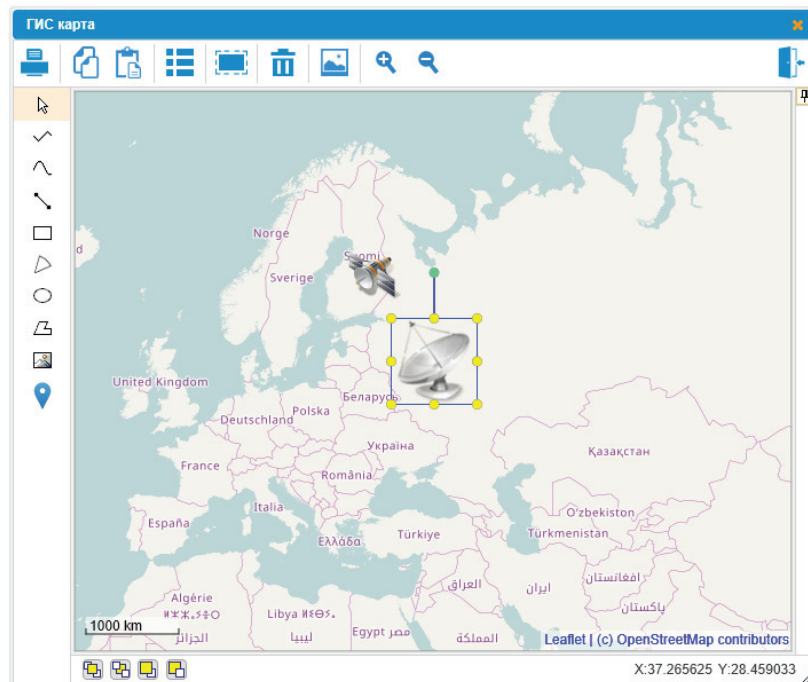 ГИС карта
Norge
Suomi
Sverige
d
United Kingdom
Беларусь
Polska
Deutschland
Україна
Қазақстан
France
România
Italia
O'zbekiston
España
Türkiye
Türkmenistan
Ελλάδα
العراق
ایران
افغانستان
Algérie
پاکستان
ⵍⵣⵣⴰⵢⴻⵔ
Libya ⵍⵉⴱⵢⴰ
1000 km
الجزائر
ليبيا
Egypt مصر
المملكة
Leaflet | (c) OpenStreetMap contributors
X:37.265625 Y:28.459033